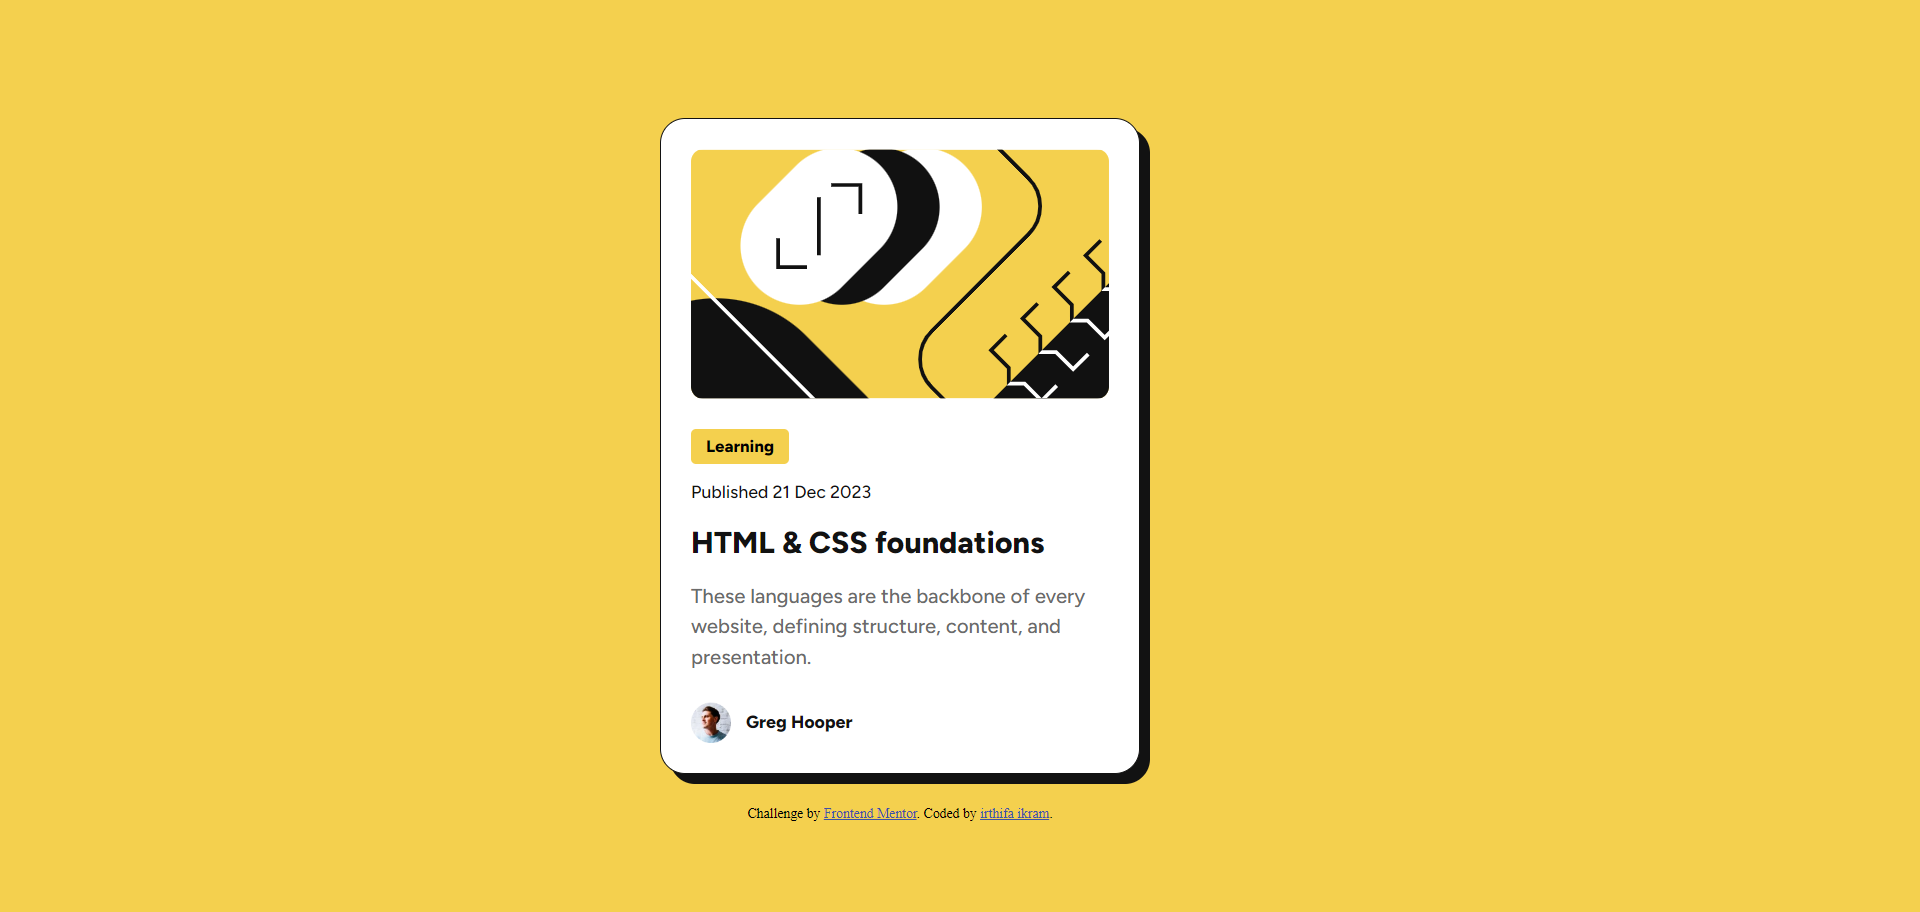 Learning
Published 21 Dec 2023
HTML & CSS foundations
These languages are the backbone of every
website, defining structure, content, and
presentation.
Greg Hooper
Challenge by Frontend Mentor. Coded by irthifa ikram.